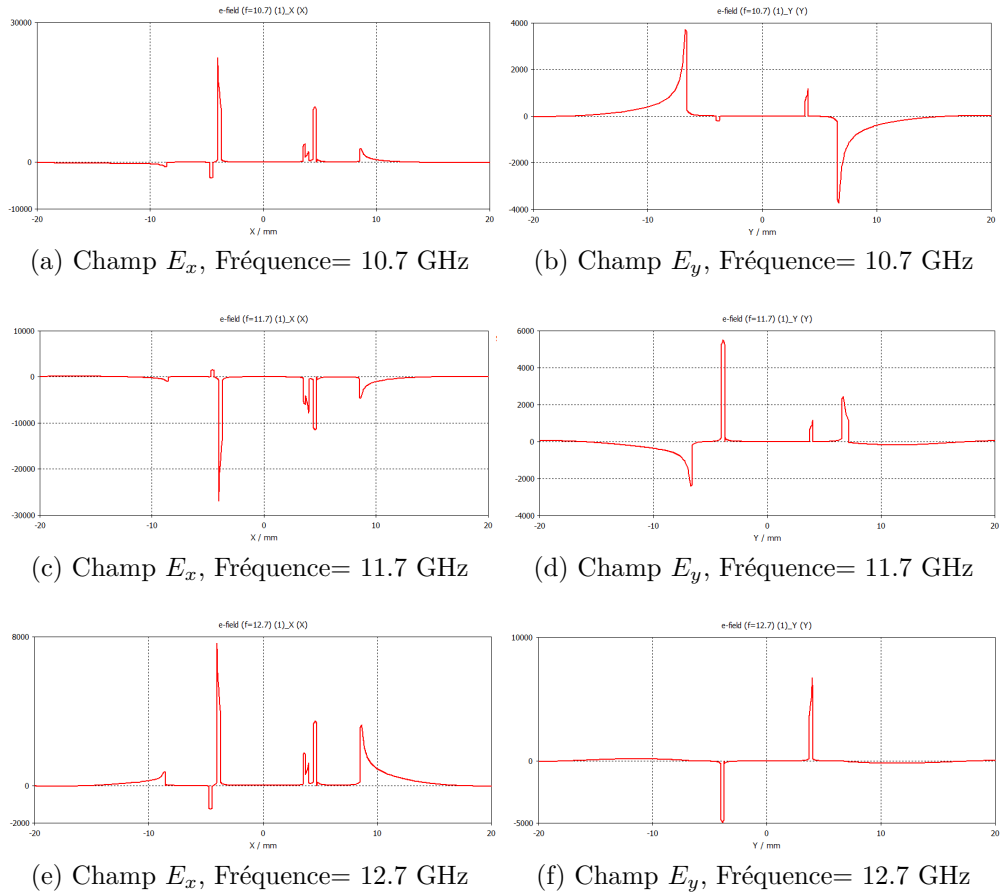 e-field (f=10.7) (1)_X (X)
30000
0
-10000
-20 -10 0 10 20
X / mm
(a) Champ E_x, Fréquence= 10.7 GHz
e-field (f=10.7) (1)_Y (Y)
4000
2000
0
-2000
-4000
-20 -10 0 10 20
Y / mm
(b) Champ E_y, Fréquence= 10.7 GHz
e-field (f=11.7) (1)_X (X)
10000
0
-10000
-20000
-30000
-20 -10 0 10 20
X / mm
(c) Champ E_x, Fréquence= 11.7 GHz
e-field (f=11.7) (1)_Y (Y)
6000
4000
2000
0
-2000
-4000
-20 -10 0 10 20
Y / mm
(d) Champ E_y, Fréquence= 11.7 GHz
e-field (f=12.7) (1)_X (X)
8000
0
-2000
-20 -10 0 10 20
X / mm
(e) Champ E_x, Fréquence= 12.7 GHz
e-field (f=12.7) (1)_Y (Y)
10000
0
-5000
-20 -10 0 10 20
Y / mm
(f) Champ E_y, Fréquence= 12.7 GHz